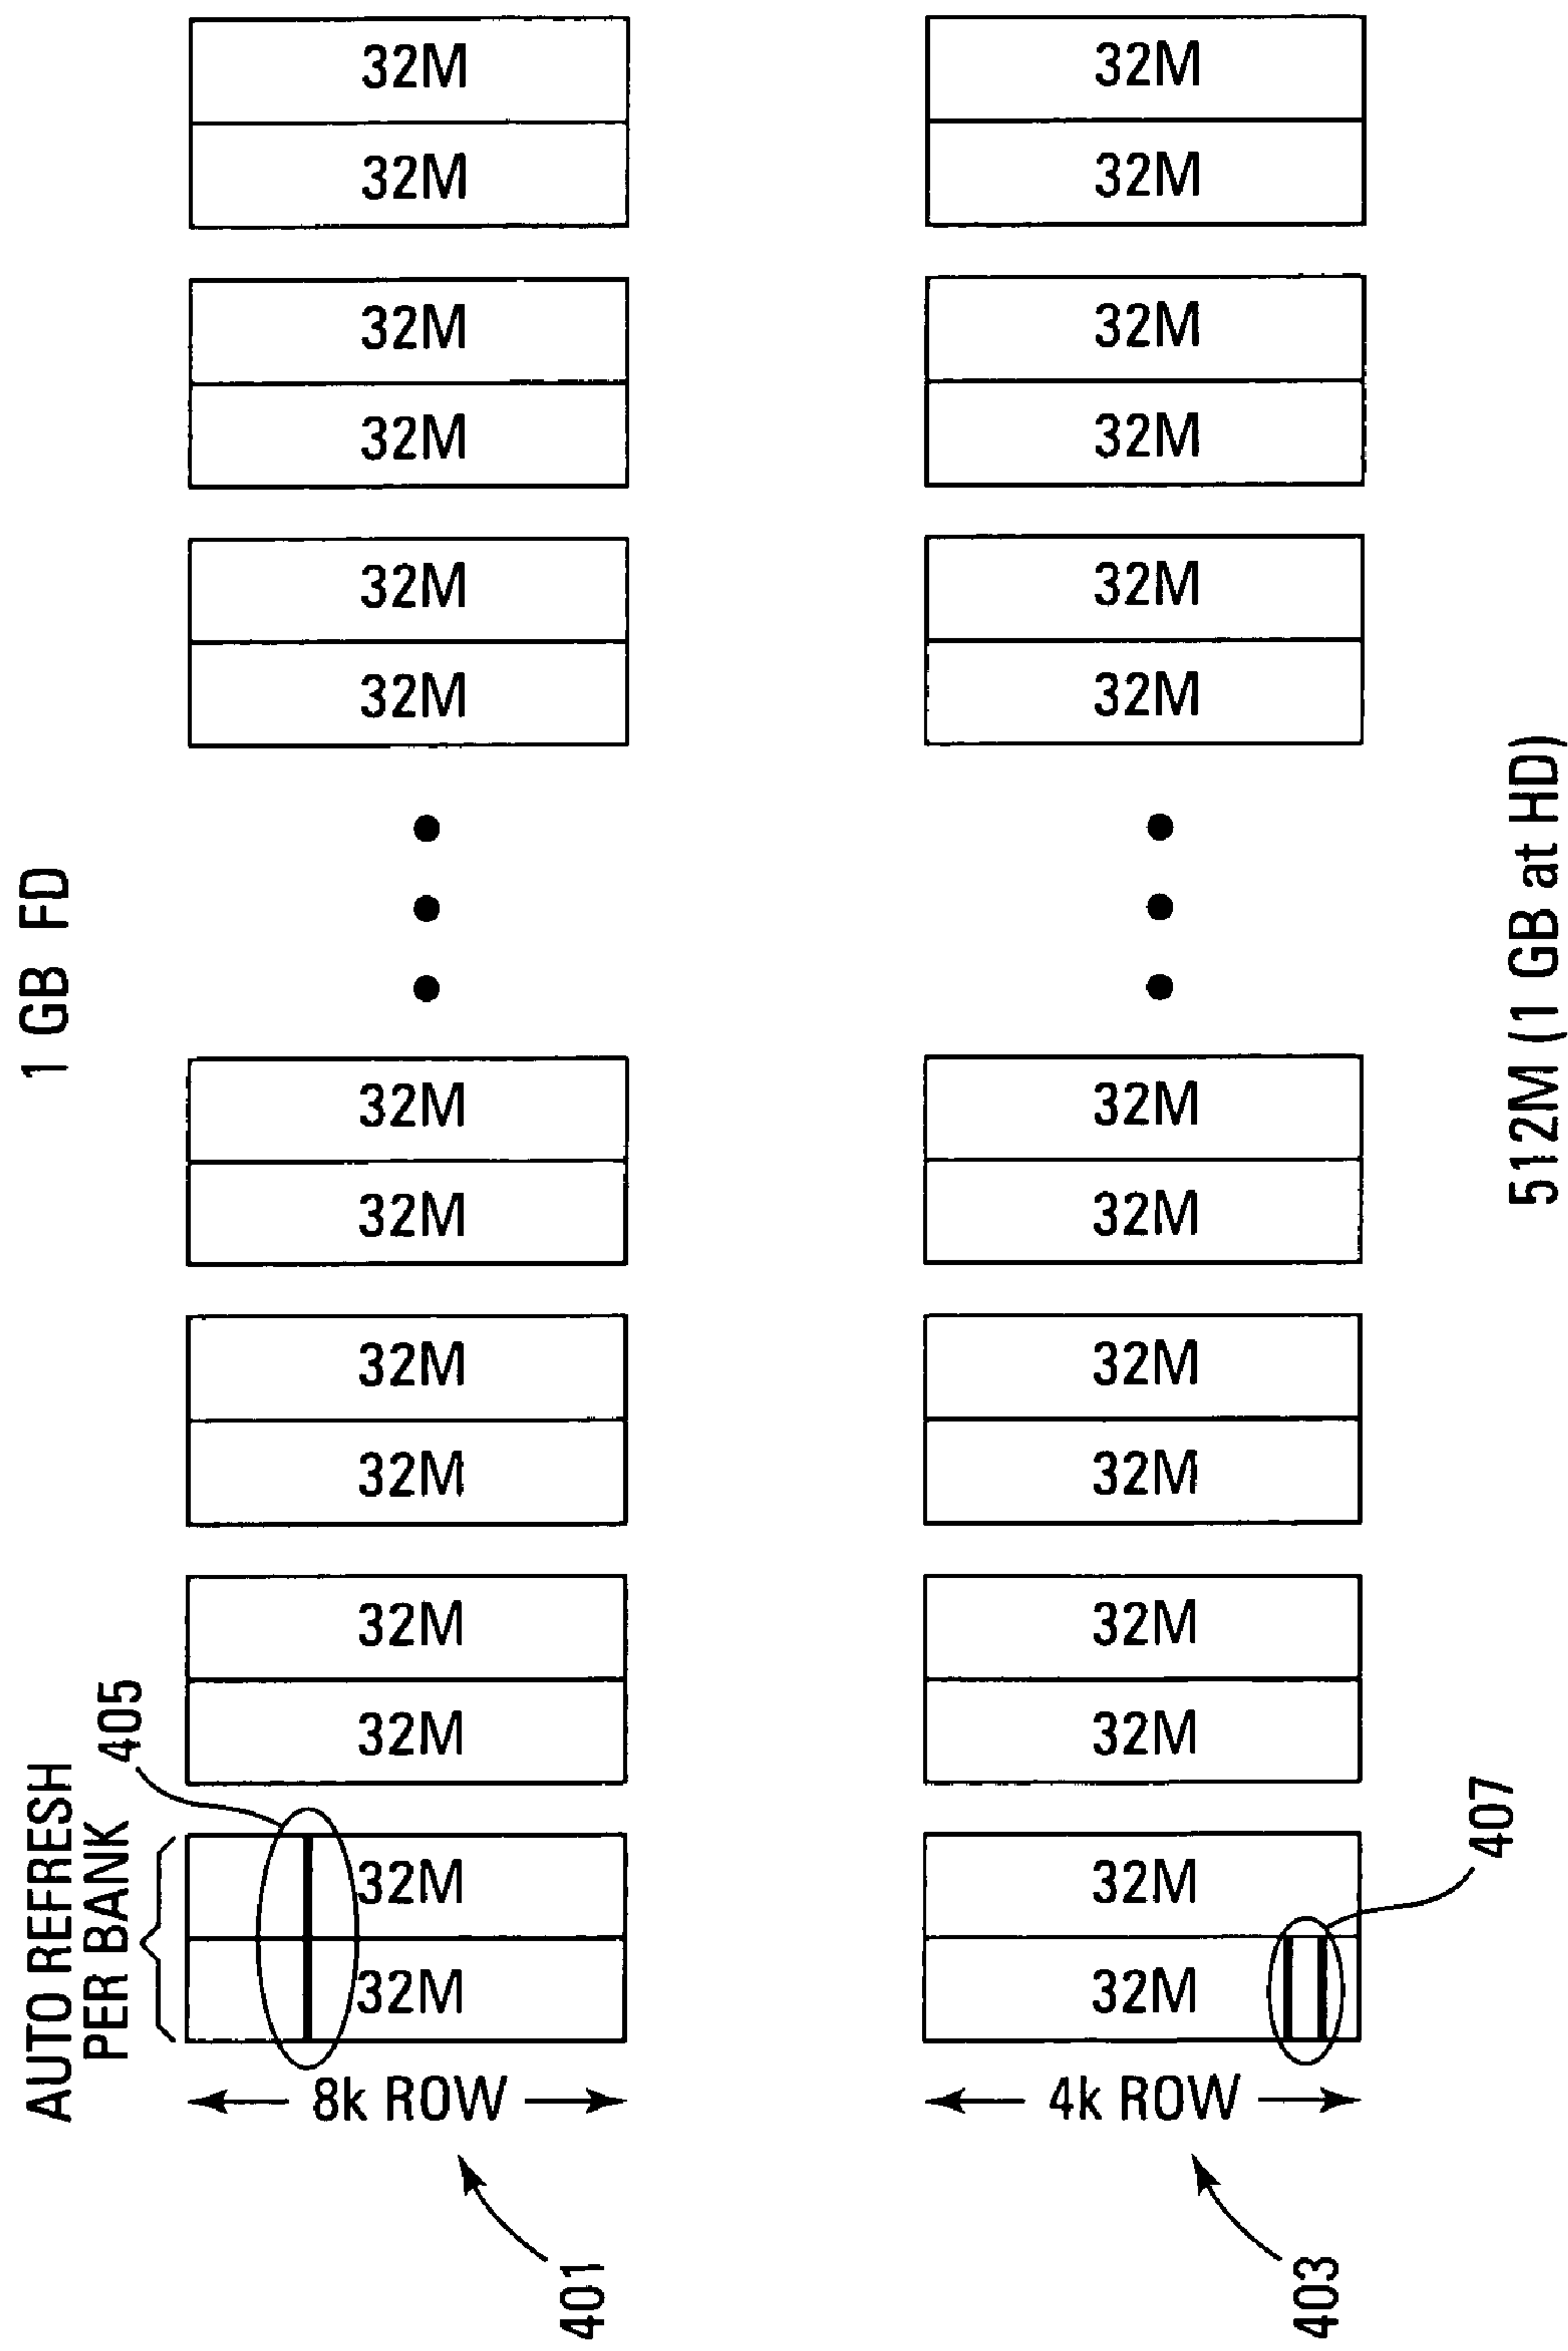 1 GB FD
AUTO REFRESH
PER BANK
405
8k ROW
32M 32M 32M 32M 32M 32M 32M 32M 32M 32M 32M 32M 32M 32M
401
4k ROW
32M 32M 32M 32M 32M 32M 32M 32M 32M 32M 32M 32M 32M 32M
403
407
512M (1 GB at HD)